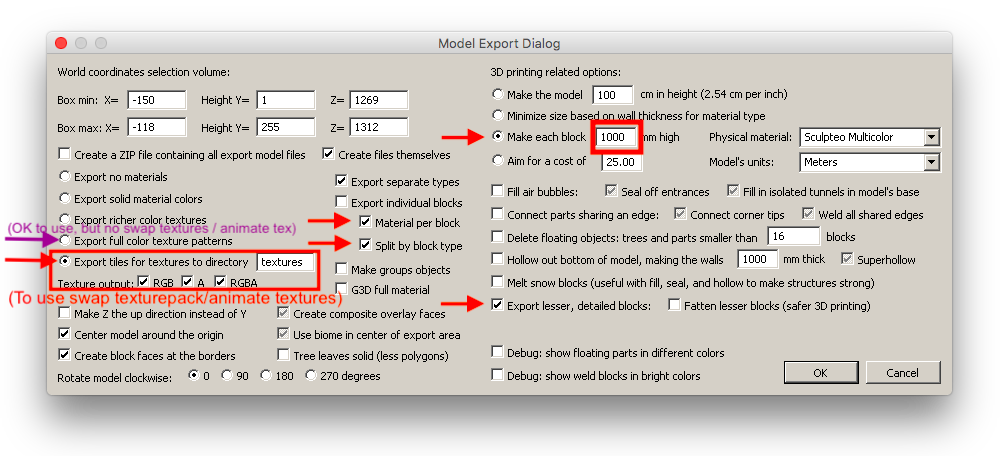 Model Export Dialog
World coordinates selection volume:
Box min: X= -150 Height Y= 1 Z= 1269
Box max: X= -118 Height Y= 255 Z= 1312
Create a ZIP file containing all export model files
Create files themselves
Export no materials
Export separate types
Export solid material colors
Export individual blocks
Export richer color textures
Material per block
(OK to use, but no swap textures / animate tex)
Export full color texture patterns
Split by block type
Export tiles for textures to directory textures
Make groups objects
Texture output: RGB A RGBA
G3D full material
(To use swap texturepack/animate textures)
Make Z the up direction instead of Y
Create composite overlay faces
Center model around the origin
Use biome in center of export area
Create block faces at the borders
Tree leaves solid (less polygons)
Rotate model clockwise: 0 90 180 270 degrees
3D printing related options:
Make the model 100 cm in height (2.54 cm per inch)
Minimize size based on wall thickness for material type
Make each block 1000 mm high Physical material: Sculpteo Multicolor
Aim for a cost of 25.00 Model's units: Meters
Fill air bubbles: Seal off entrances Fill in isolated tunnels in model's base
Connect parts sharing an edge: Connect corner tips Weld all shared edges
Delete floating objects: trees and parts smaller than 16 blocks
Hollow out bottom of model, making the walls 1000 mm thick Superhollow
Melt snow blocks (useful with fill, seal, and hollow to make structures strong)
Export lesser, detailed blocks: Fatten lesser blocks (safer 3D printing)
Debug: show floating parts in different colors
Debug: show weld blocks in bright colors
OK Cancel